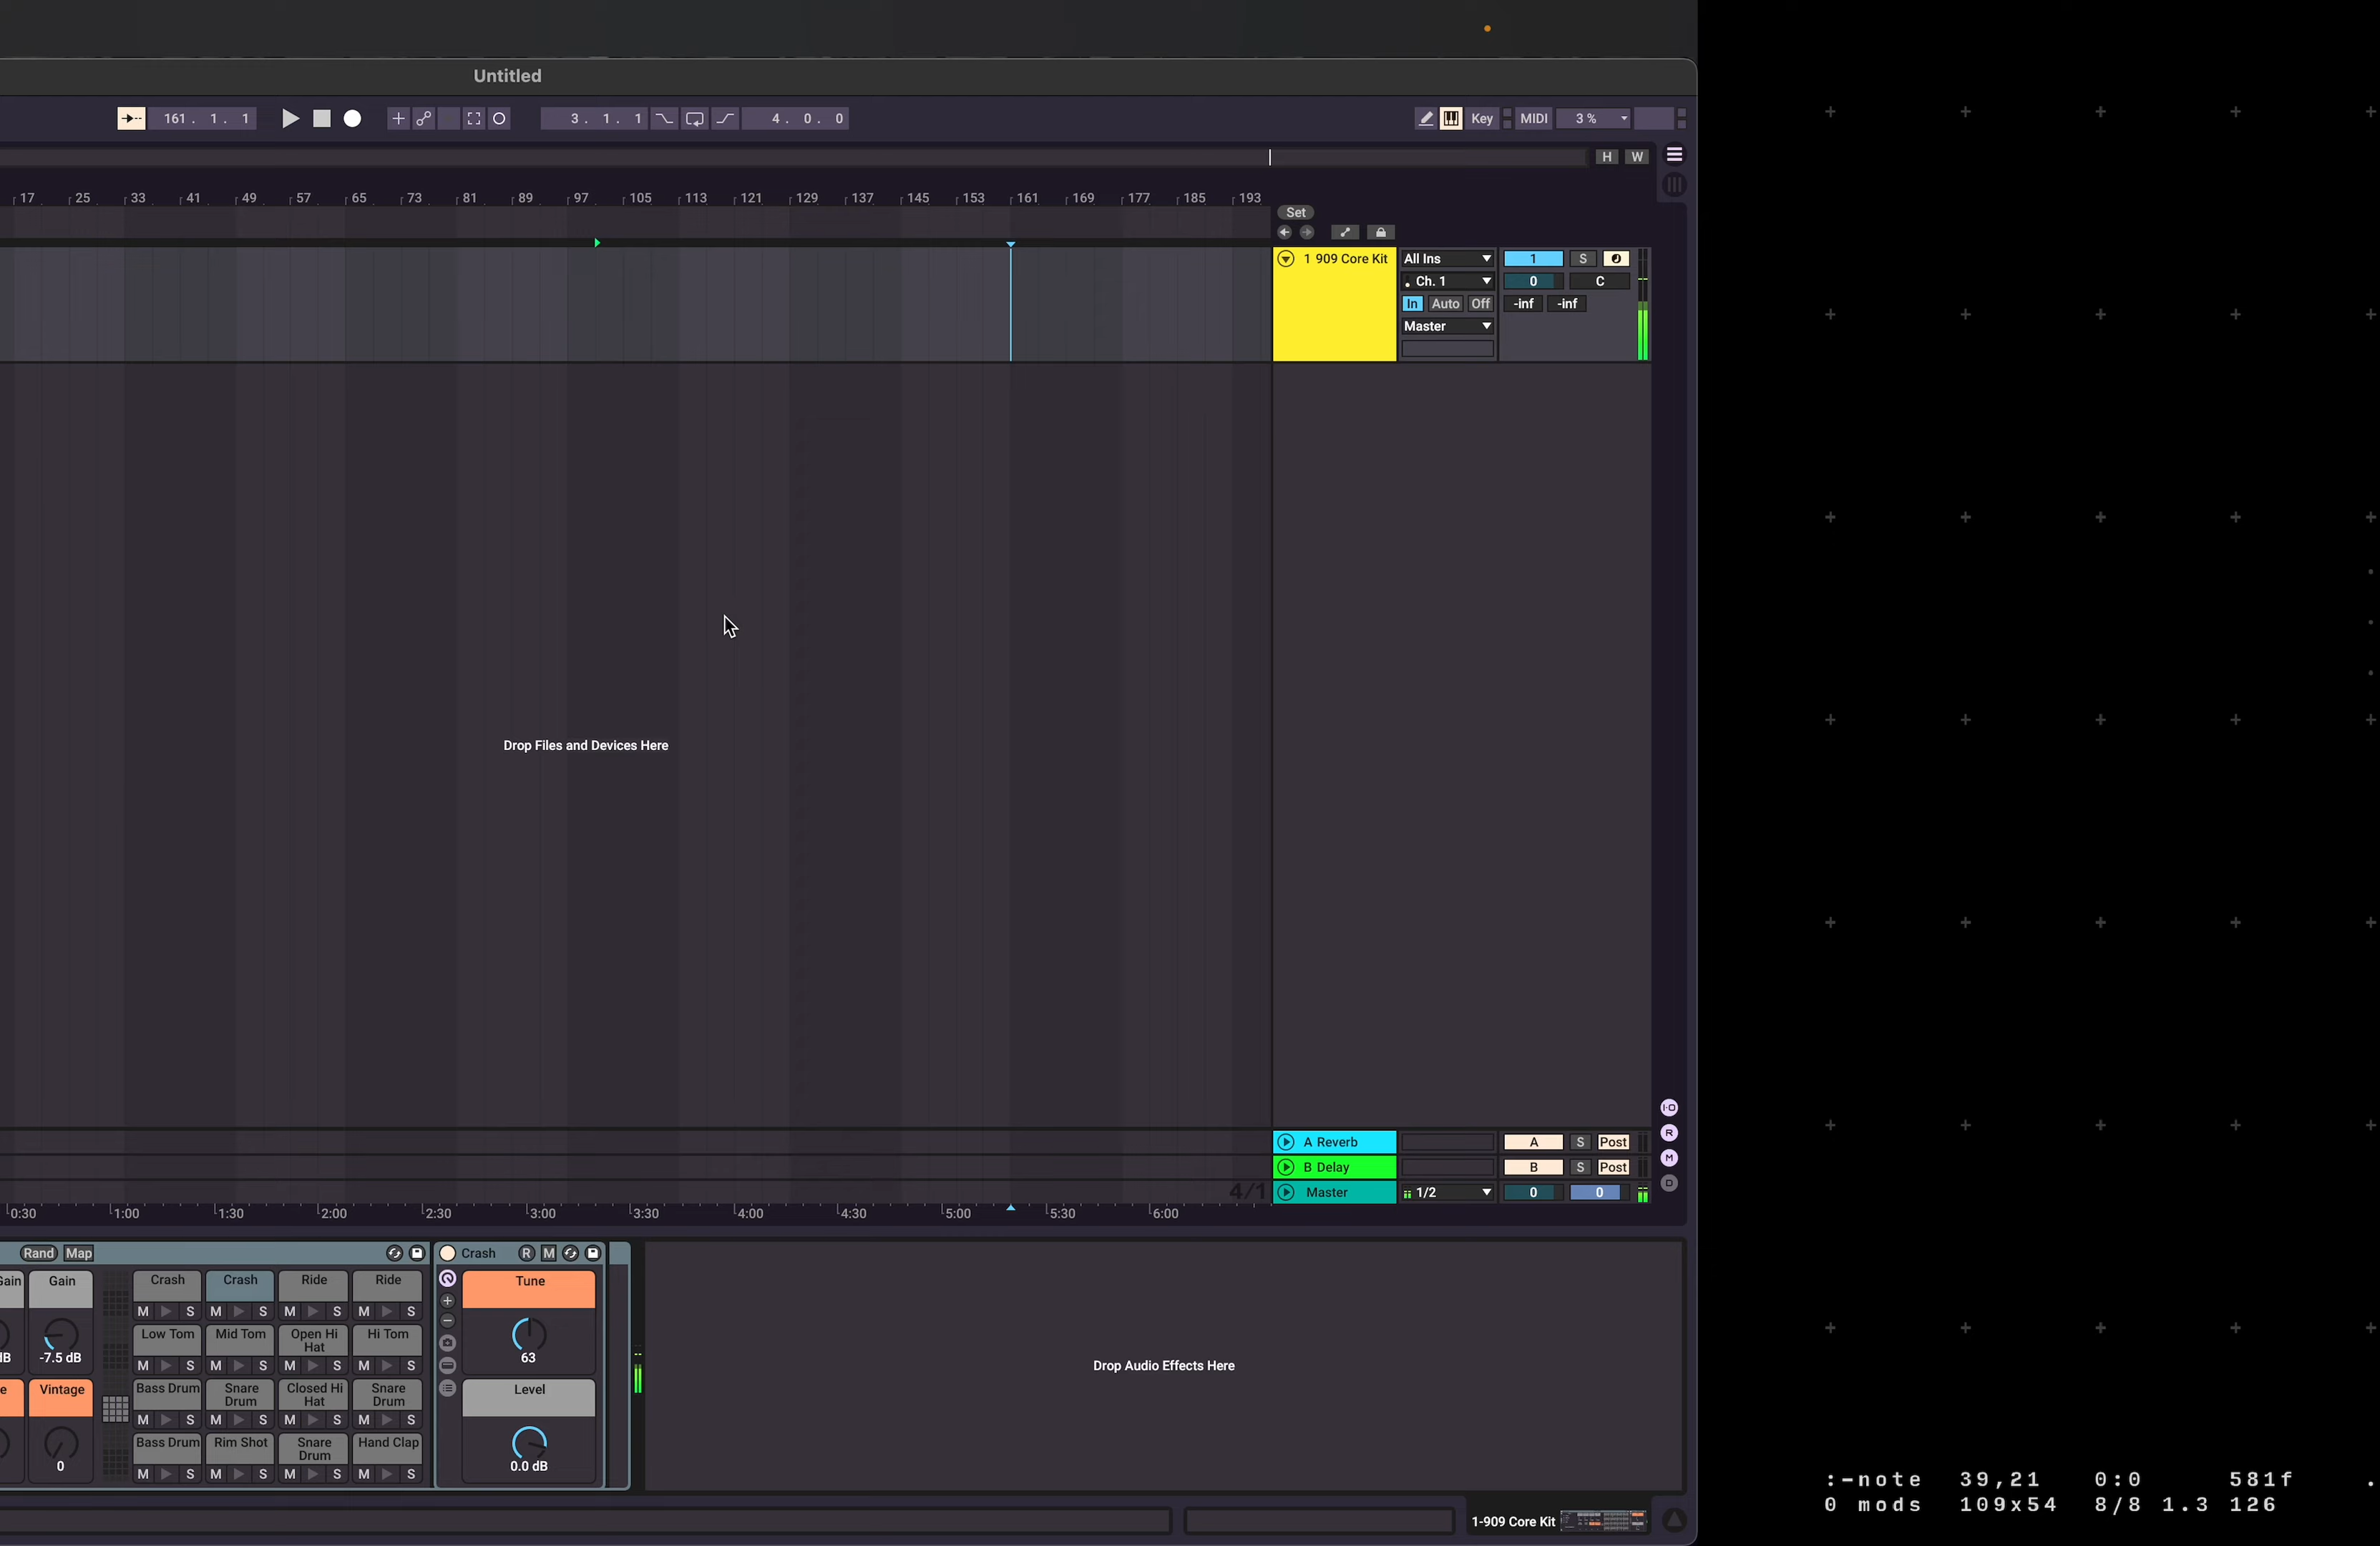 Untitled
161 . 1 . 1
3 . 1 . 1
4 . 0 . 0
Key
MIDI
3 %
H W
17 25 33 41 49 57 65 73 81 89 97 105 113 121 129 137 145 153 161 169 177 185 193
Set
1 909 Core Kit
All Ins
1 S
Ch. 1
0 C
In Auto Off
-inf -inf
Master
Drop Files and Devices Here
A Reverb
A S Post
B Delay
B S Post
4/1
Master
1/2
0 0
0:30 1:00 1:30 2:00 2:30 3:00 3:30 4:00 4:30 5:00 5:30 6:00
I·O
R
M
D
Rand Map
Crash R M
Gain Gain
Crash Crash Ride Ride
Tune
M S M S M S M S
Low Tom Mid Tom Open Hi Hat Hi Tom
dB -7.5 dB
63
M S M S M S M S
e Vintage
Bass Drum Snare Drum Closed Hi Hat Snare Drum
Level
M S M S M S M S
Bass Drum Rim Shot Snare Drum Hand Clap
0
0.0 dB
M S M S M S M S
Drop Audio Effects Here
1-909 Core Kit
:-note 39,21 0:0 581f .
0 mods 109x54 8/8 1.3 126